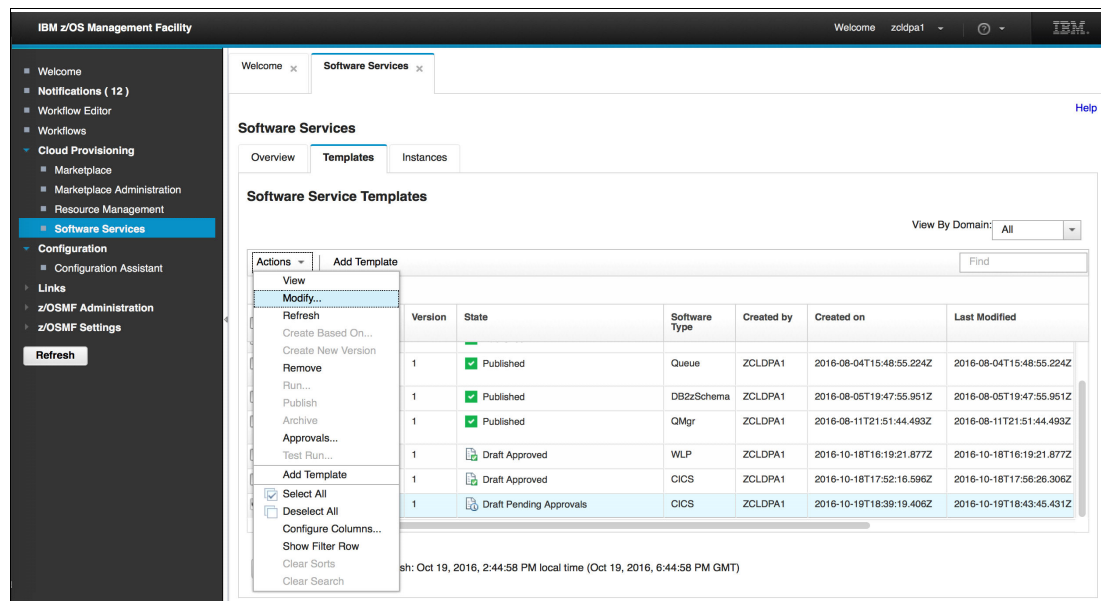 IBM z/OS Management Facility
Welcome zcldpa1
IBM.
Welcome
Notifications ( 12 )
Workflow Editor
Workflows
Cloud Provisioning
Marketplace
Marketplace Administration
Resource Management
Software Services
Configuration
Configuration Assistant
Links
z/OSMF Administration
z/OSMF Settings
Refresh
Welcome
Software Services
Help
Software Services
Overview Templates Instances
Software Service Templates
View By Domain: All
Actions Add Template Find
View
Modify...
Refresh
Create Based On...
Create New Version
Remove
Run...
Publish
Archive
Approvals...
Test Run...
Add Template
Select All
Deselect All
Configure Columns...
Show Filter Row
Clear Sorts
Clear Search
Version State Software Type Created by Created on Last Modified
1 Published Queue ZCLDPA1 2016-08-04T15:48:55.224Z 2016-08-04T15:48:55.224Z
1 Published DB2zSchema ZCLDPA1 2016-08-05T19:47:55.951Z 2016-08-05T19:47:55.951Z
1 Published QMgr ZCLDPA1 2016-08-11T21:51:44.493Z 2016-08-11T21:51:44.493Z
1 Draft Approved WLP ZCLDPA1 2016-10-18T16:19:21.877Z 2016-10-18T16:19:21.877Z
1 Draft Approved CICS ZCLDPA1 2016-10-18T17:52:16.596Z 2016-10-18T17:56:26.306Z
1 Draft Pending Approvals CICS ZCLDPA1 2016-10-19T18:39:19.406Z 2016-10-19T18:43:45.431Z
sh: Oct 19, 2016, 2:44:58 PM local time (Oct 19, 2016, 6:44:58 PM GMT)